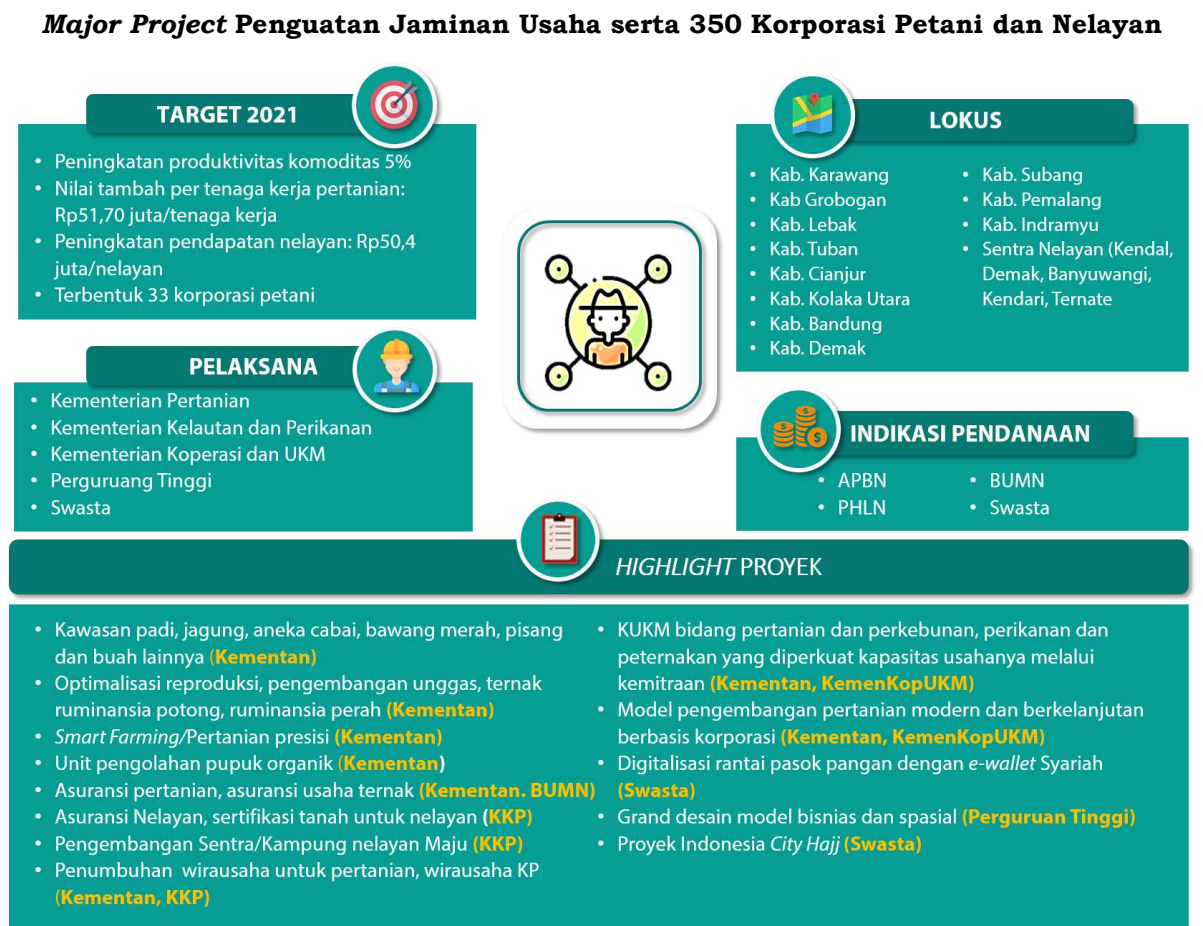 Major Project Penguatan Jaminan Usaha serta 350 Korporasi Petani dan Nelayan
TARGET 2021
• Peningkatan produktivitas komoditas 5%
• Nilai tambah per tenaga kerja pertanian:
Rp51,70 juta/tenaga kerja
• Peningkatan pendapatan nelayan: Rp50,4
juta/nelayan
• Terbentuk 33 korporasi petani
PELAKSANA
• Kementerian Pertanian
• Kementerian Kelautan dan Perikanan
• Kementerian Koperasi dan UKM
• Perguruang Tinggi
• Swasta
LOKUS
• Kab. Karawang
• Kab Grobogan
• Kab. Lebak
• Kab. Tuban
• Kab. Cianjur
• Kab. Kolaka Utara
• Kab. Bandung
• Kab. Demak
• Kab. Subang
• Kab. Pemalang
• Kab. Indramyu
• Sentra Nelayan (Kendal,
Demak, Banyuwangi,
Kendari, Ternate
INDIKASI PENDANAAN
• APBN
• PHLN
• BUMN
• Swasta
HIGHLIGHT PROYEK
• Kawasan padi, jagung, aneka cabai, bawang merah, pisang
dan buah lainnya (Kementan)
• Optimalisasi reproduksi, pengembangan unggas, ternak
ruminansia potong, ruminansia perah (Kementan)
• Smart Farming/Pertanian presisi (Kementan)
• Unit pengolahan pupuk organik (Kementan)
• Asuransi pertanian, asuransi usaha ternak (Kementan. BUMN)
• Asuransi Nelayan, sertifikasi tanah untuk nelayan (KKP)
• Pengembangan Sentra/Kampung nelayan Maju (KKP)
• Penumbuhan wirausaha untuk pertanian, wirausaha KP
(Kementan, KKP)
• KUKM bidang pertanian dan perkebunan, perikanan dan
peternakan yang diperkuat kapasitas usahanya melalui
kemitraan (Kementan, KemenKopUKM)
• Model pengembangan pertanian modern dan berkelanjutan
berbasis korporasi (Kementan, KemenKopUKM)
• Digitalisasi rantai pasok pangan dengan e-wallet Syariah
(Swasta)
• Grand desain model bisnias dan spasial (Perguruan Tinggi)
• Proyek Indonesia City Hajj (Swasta)